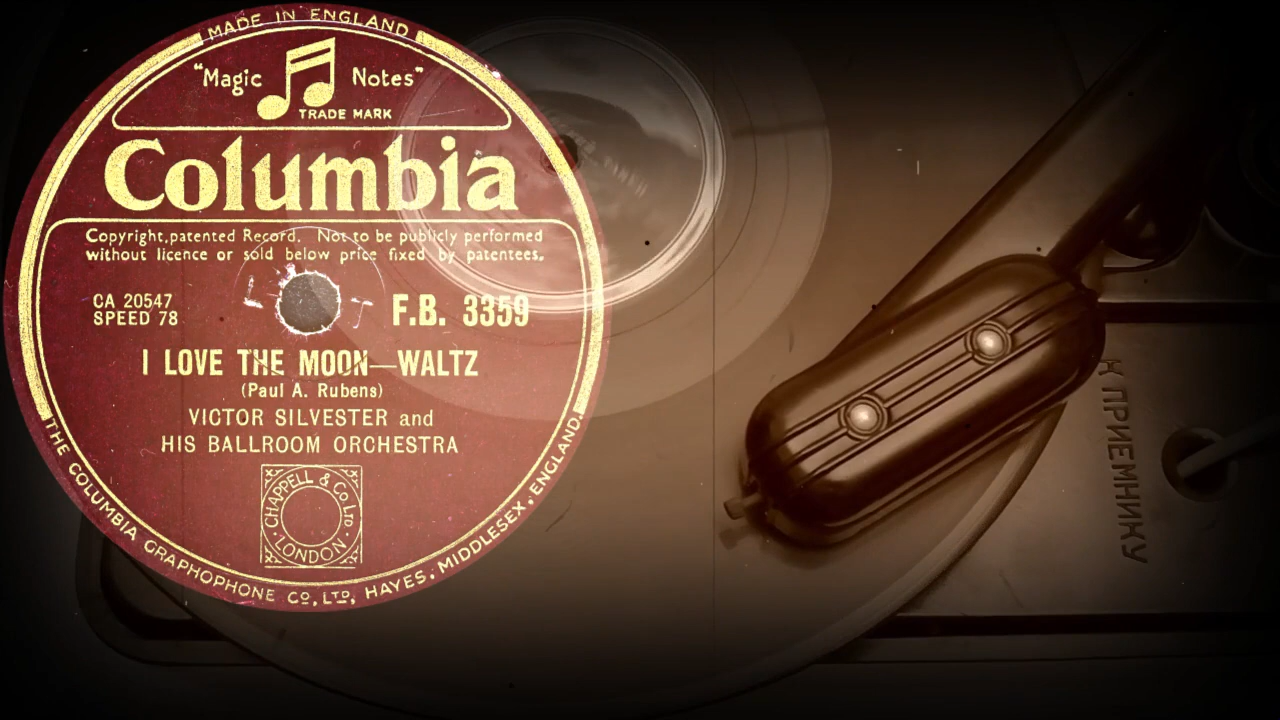 MADE IN ENGLAND
"Magic Notes"
TRADE MARK
Columbia
Copyright, patented Record. Not to be publicly performed
without licence or sold below price fixed by patentees.
CA 20547
SPEED 78
F.B. 3359
I LOVE THE MOON—WALTZ
(Paul A. Rubens)
VICTOR SILVESTER and
HIS BALLROOM ORCHESTRA
CHAPPELL & Co. LTD
· LONDON ·
THE COLUMBIA GRAPHOPHONE CO., LTD., HAYES, MIDDLESEX, ENGLAND.
К ПРИЕМНИКУ